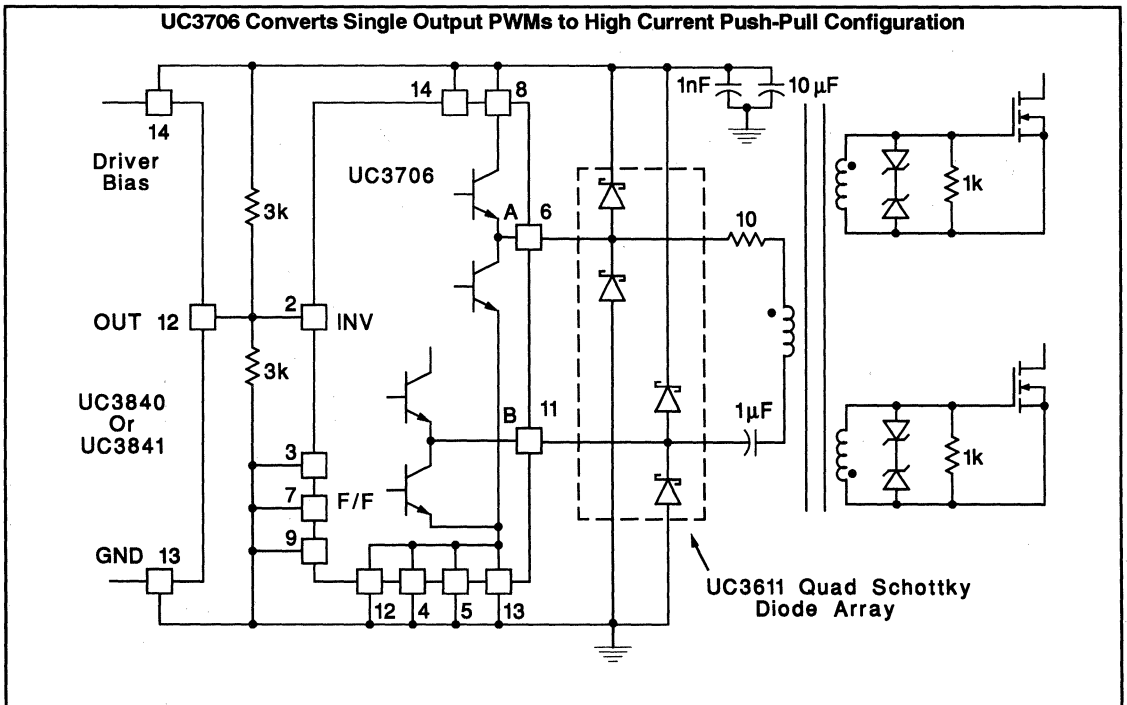 UC3706 Converts Single Output PWMs to High Current Push-Pull Configuration
14
Driver
Bias
14
8
1nF
10 µF
UC3706
3k
A
6
10
1k
OUT 12
2
INV
3k
UC3840
Or
UC3841
B
11
1µF
3
7
F/F
9
1k
GND 13
12
4
5
13
UC3611 Quad Schottky
Diode Array